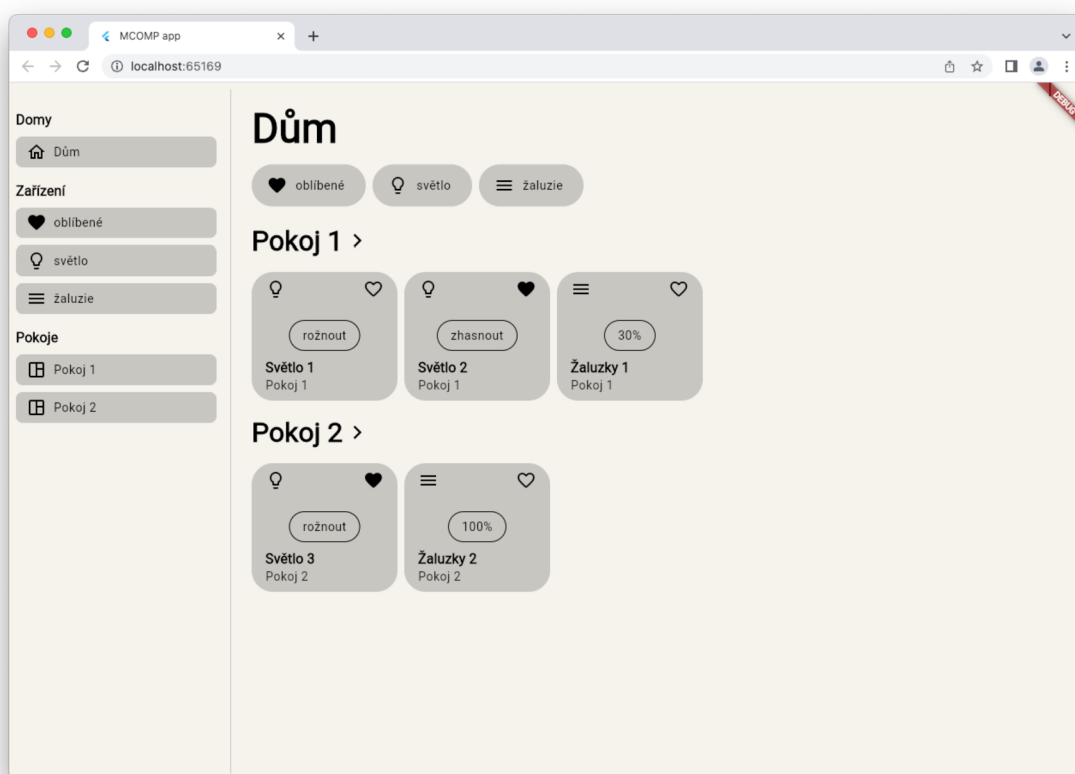 MCOMP app
localhost:65169
DEBUG
Domy
Dům
Zařízení
oblíbené
světlo
žaluzie
Pokoje
Pokoj 1
Pokoj 2
Dům
oblíbené světlo žaluzie
Pokoj 1
rožnout zhasnout 30%
Světlo 1 Světlo 2 Žaluzky 1
Pokoj 1 Pokoj 1 Pokoj 1
Pokoj 2
rožnout 100%
Světlo 3 Žaluzky 2
Pokoj 2 Pokoj 2